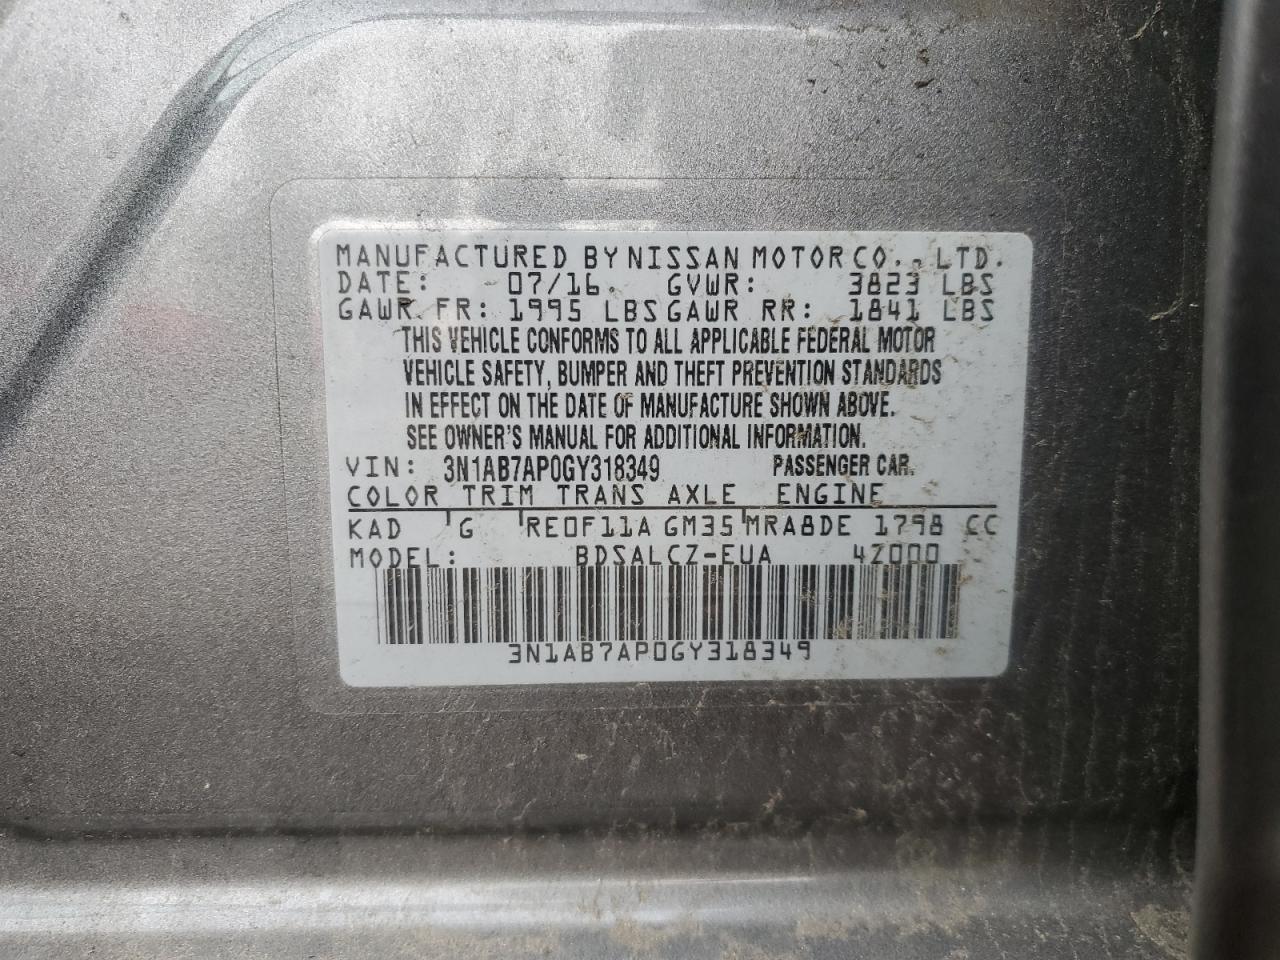 MANUFACTURED BY NISSAN MOTOR CO., LTD.
DATE: 07/16 GVWR: 3823 LBS
GAWR FR: 1995 LBS GAWR RR: 1841 LBS
THIS VEHICLE CONFORMS TO ALL APPLICABLE FEDERAL MOTOR
VEHICLE SAFETY, BUMPER AND THEFT PREVENTION STANDARDS
IN EFFECT ON THE DATE OF MANUFACTURE SHOWN ABOVE.
SEE OWNER'S MANUAL FOR ADDITIONAL INFORMATION.
VIN: 3N1AB7AP0GY318349 PASSENGER CAR.
COLOR TRIM TRANS AXLE ENGINE
KAD G RE0F11A GM35 MRA8DE 1798 CC
MODEL: BDSALCZ-EUA 4Z000
3N1AB7AP0GY318349